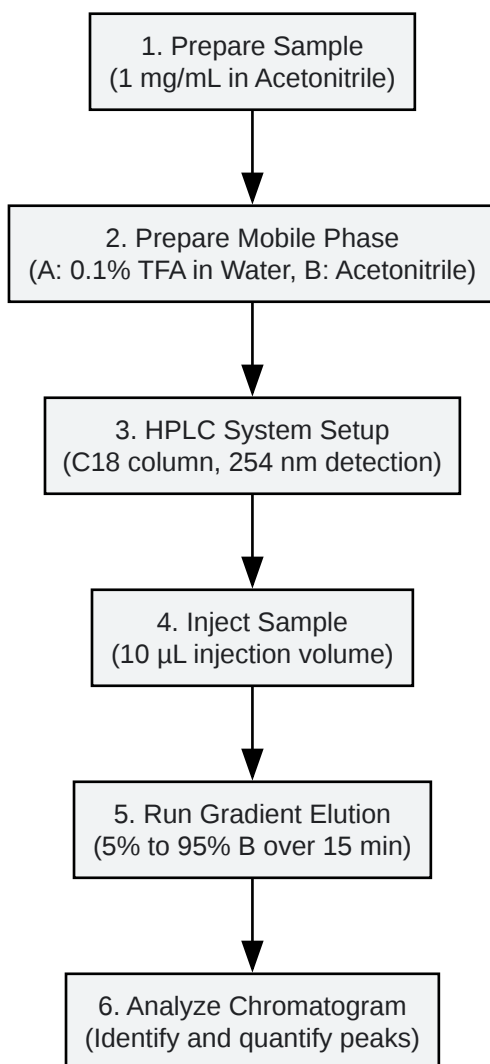 1. Prepare Sample
(1 mg/mL in Acetonitrile)
2. Prepare Mobile Phase
(A: 0.1% TFA in Water, B: Acetonitrile)
3. HPLC System Setup
(C18 column, 254 nm detection)
4. Inject Sample
(10 µL injection volume)
5. Run Gradient Elution
(5% to 95% B over 15 min)
6. Analyze Chromatogram
(Identify and quantify peaks)